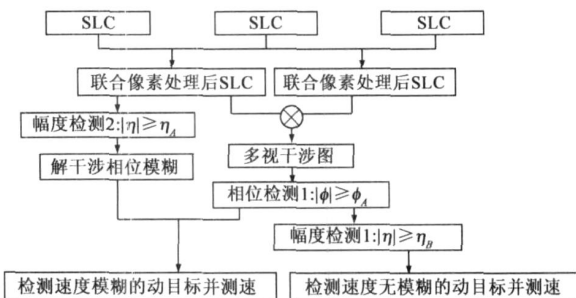 SLC
SLC
SLC
联合像素处理后SLC
联合像素处理后SLC
幅度检测2:|η|≥η_A
多视干涉图
解干涉相位模糊
相位检测1:|ϕ|≥ϕ_A
幅度检测1:|η|≥η_B
检测速度模糊的动目标并测速
检测速度无模糊的动目标并测速